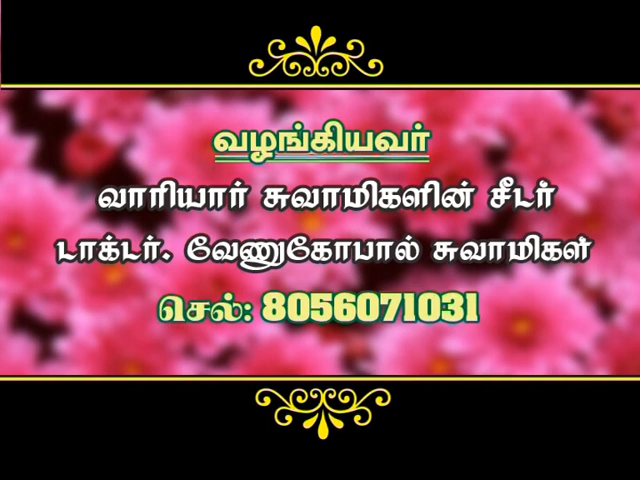 வழங்கியவர்
வாரியார் சுவாமிகளின் சீடர்
டாக்டர். வேணுகோபால் சுவாமிகள்
செல்: 8056071031